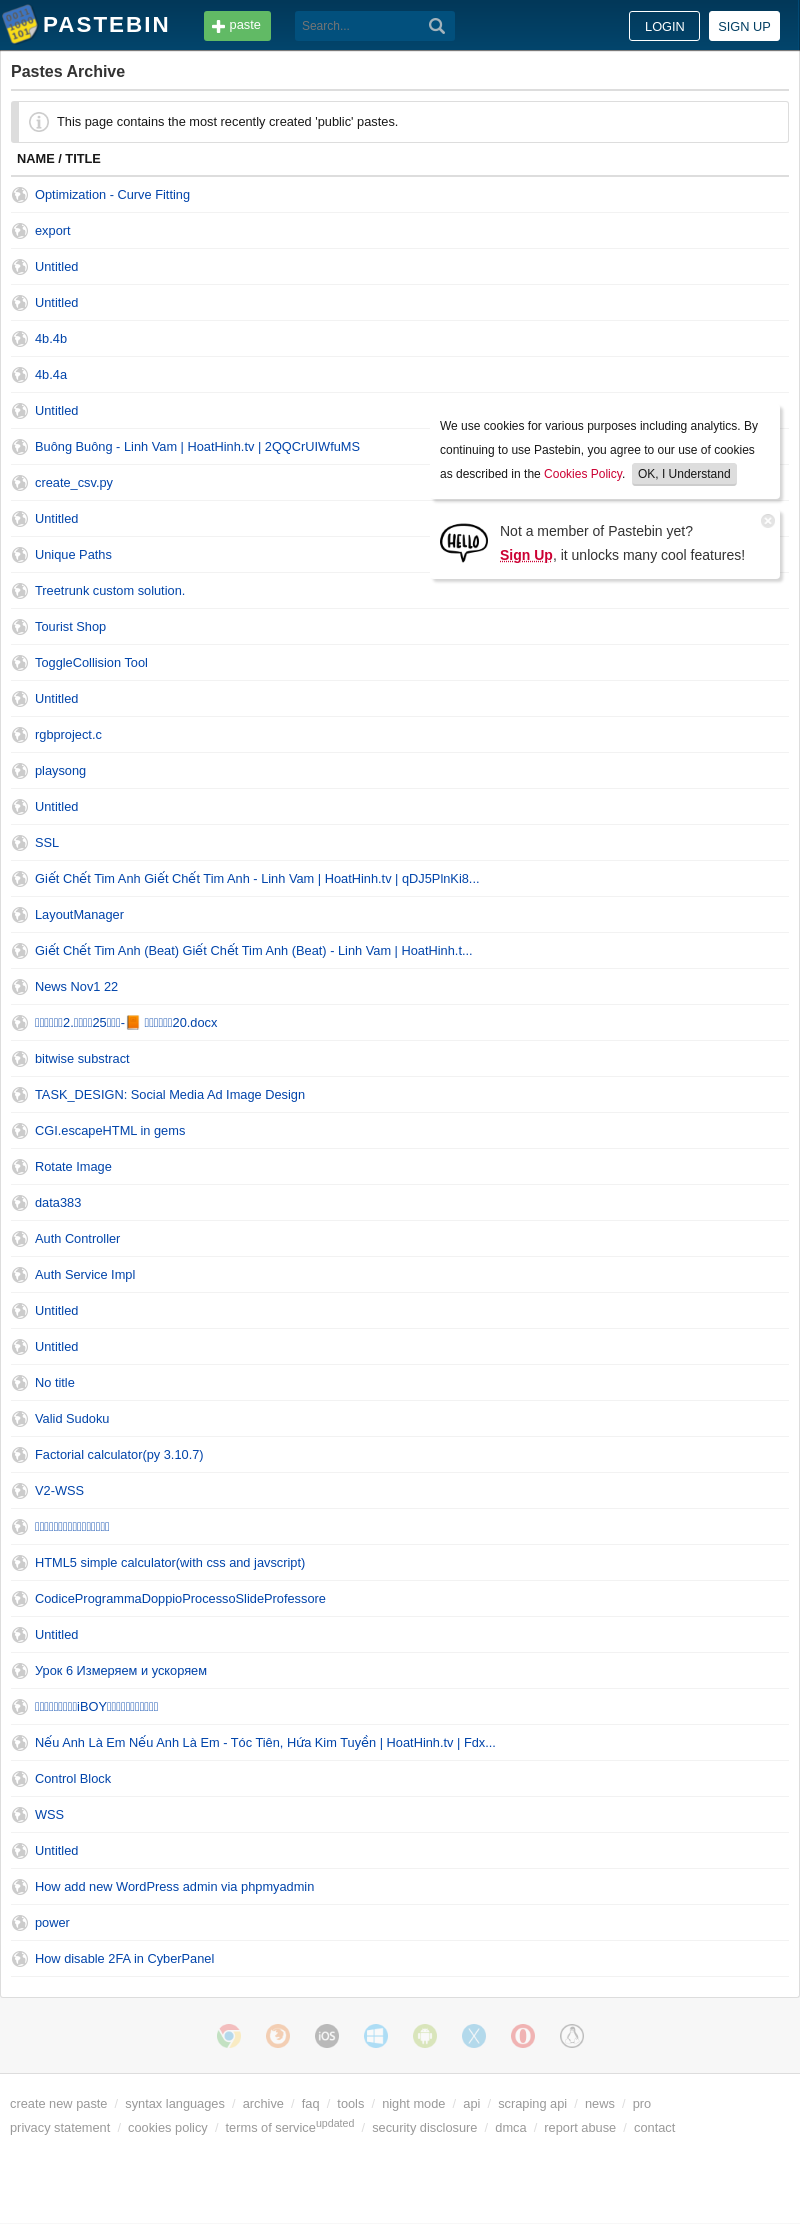 PASTEBIN
paste
Search...
LOGIN
SIGN UP
Pastes Archive
This page contains the most recently created 'public' pastes.
NAME / TITLE
Optimization - Curve Fitting
export
Untitled
Untitled
4b.4b
4b.4a
Untitled
Buông Buông - Linh Vam | HoatHinh.tv | 2QQCrUIWfuMS
create_csv.py
Untitled
Unique Paths
We use cookies for various purposes including analytics. By
continuing to use Pastebin, you agree to our use of cookies
as described in the Cookies Policy. OK, I Understand
HELLO
Not a member of Pastebin yet?
Sign Up, it unlocks many cool features!
Treetrunk custom solution.
Tourist Shop
ToggleCollision Tool
Untitled
rgbproject.c
playsong
Untitled
SSL
Giết Chết Tim Anh Giết Chết Tim Anh - Linh Vam | HoatHinh.tv | qDJ5PlnKi8...
LayoutManager
Giết Chết Tim Anh (Beat) Giết Chết Tim Anh (Beat) - Linh Vam | HoatHinh.t...
News Nov1 22
2. 25 - 20.docx
bitwise substract
TASK_DESIGN: Social Media Ad Image Design
CGI.escapeHTML in gems
Rotate Image
data383
Auth Controller
Auth Service Impl
Untitled
Untitled
No title
Valid Sudoku
Factorial calculator(py 3.10.7)
V2-WSS
HTML5 simple calculator(with css and javscript)
CodiceProgrammaDoppioProcessoSlideProfessore
Untitled
Урок 6 Измеряем и ускоряем
iBOY
Nếu Anh Là Em Nếu Anh Là Em - Tóc Tiên, Hứa Kim Tuyền | HoatHinh.tv | Fdx...
Control Block
WSS
Untitled
How add new WordPress admin via phpmyadmin
power
How disable 2FA in CyberPanel
iOS
create new paste / syntax languages / archive / faq / tools / night mode / api / scraping api / news / pro
privacy statement / cookies policy / terms of service updated / security disclosure / dmca / report abuse / contact